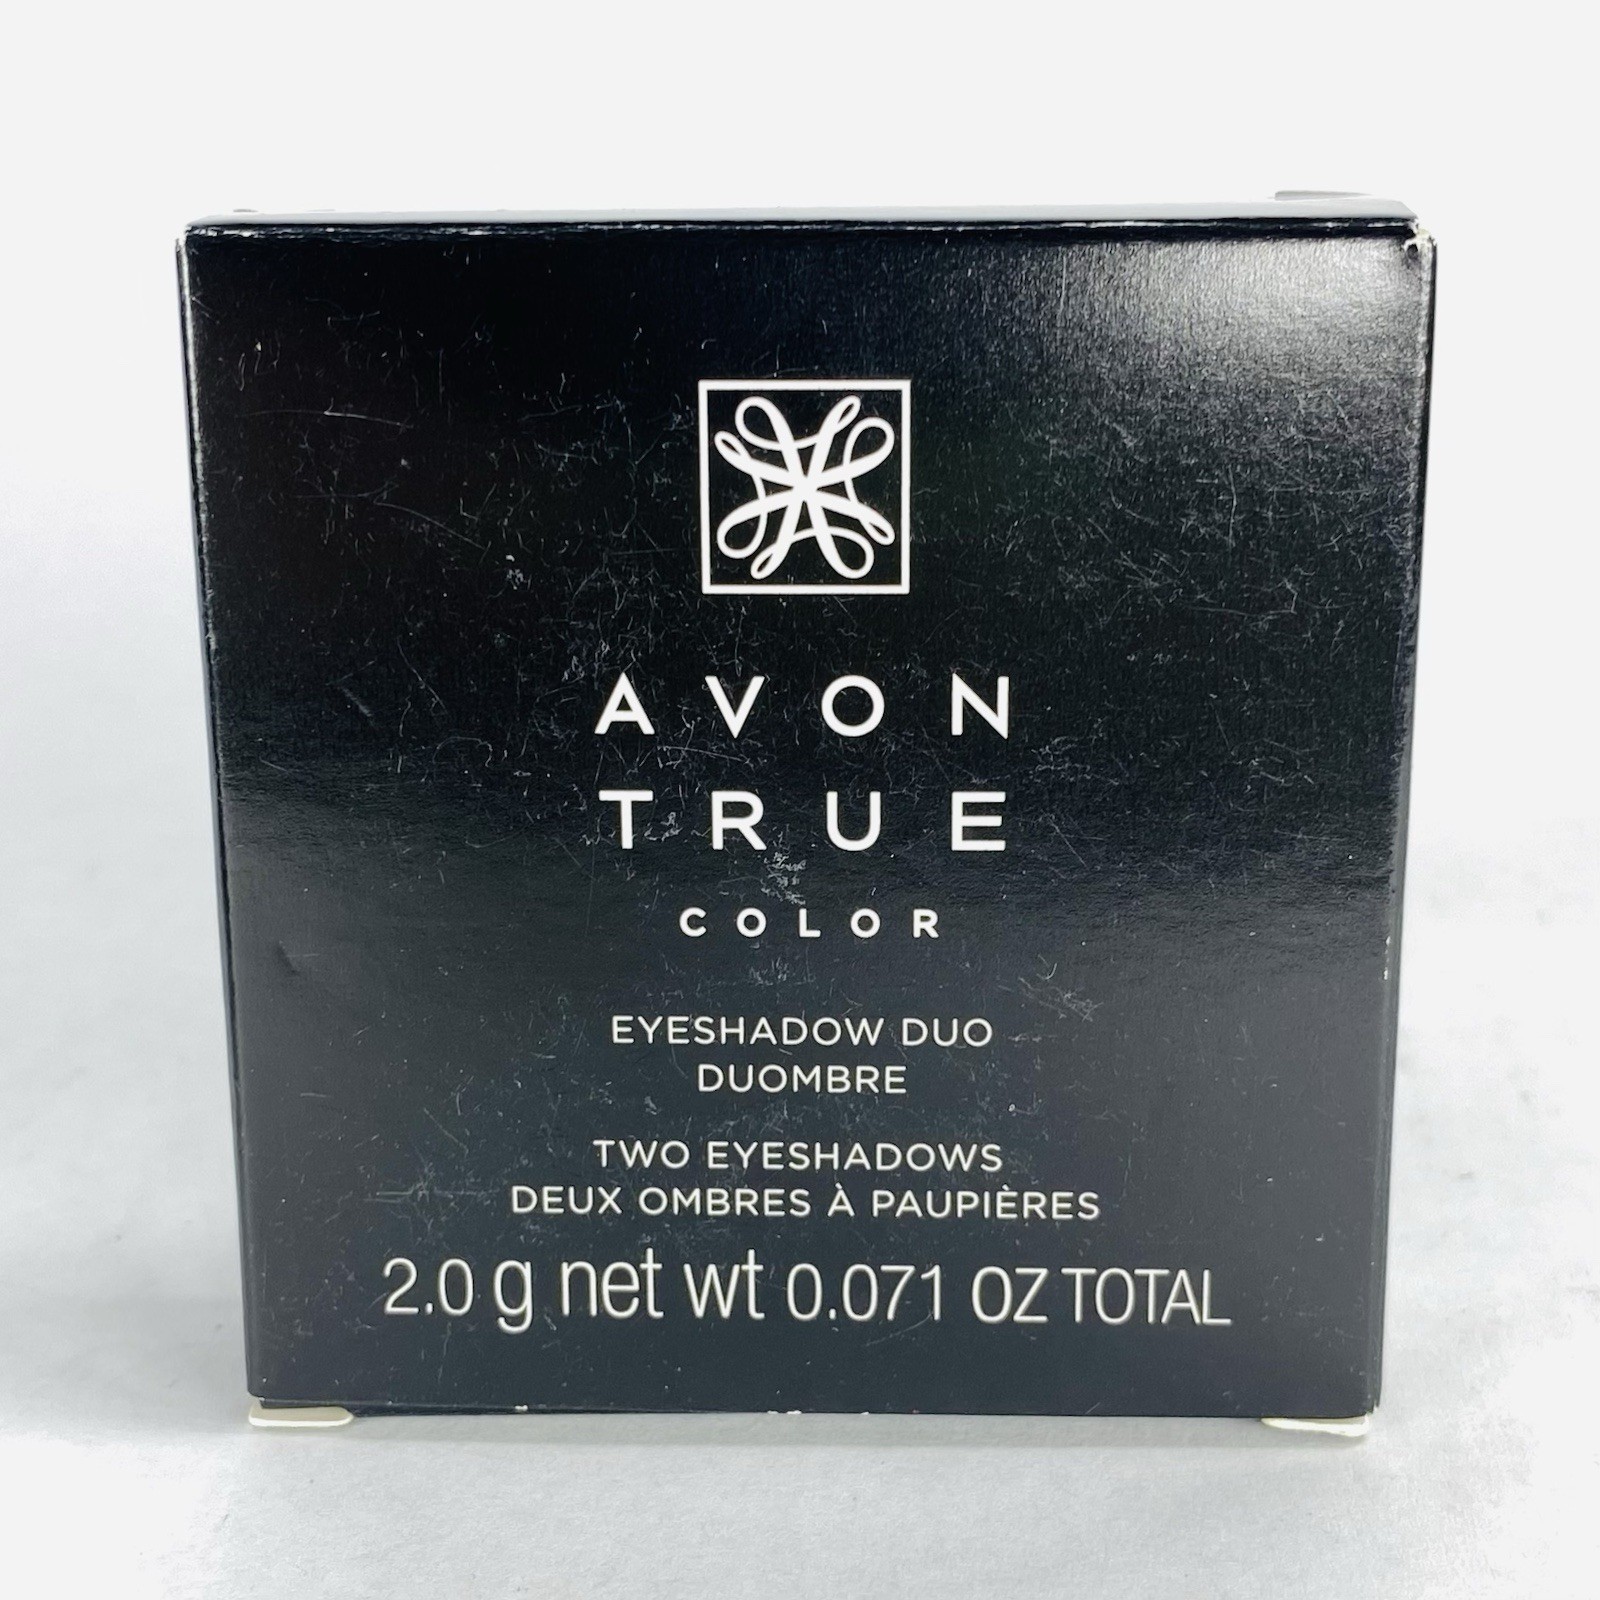 AVON
TRUE
COLOR
EYESHADOW DUO
DUOMBRE
TWO EYESHADOWS
DEUX OMBRES À PAUPIÈRES
2.0 g net wt 0.071 OZ TOTAL